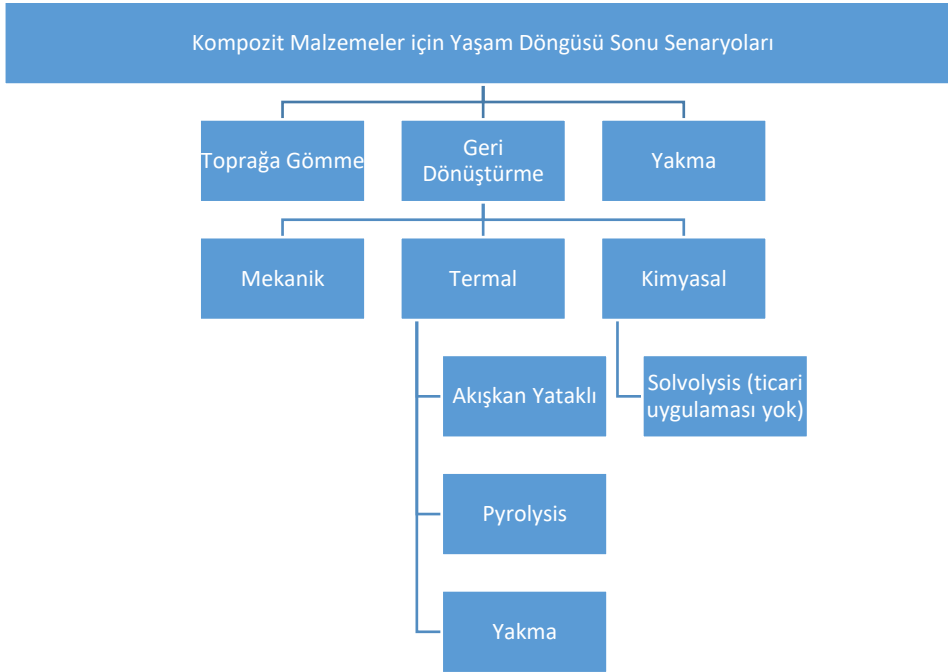 Kompozit Malzemeler için Yaşam Döngüsü Sonu Senaryoları
Toprağa Gömme
Geri
Dönüştürme
Yakma
Mekanik
Termal
Kimyasal
Akışkan Yataklı
Solvolysis (ticari
uygulaması yok)
Pyrolysis
Yakma